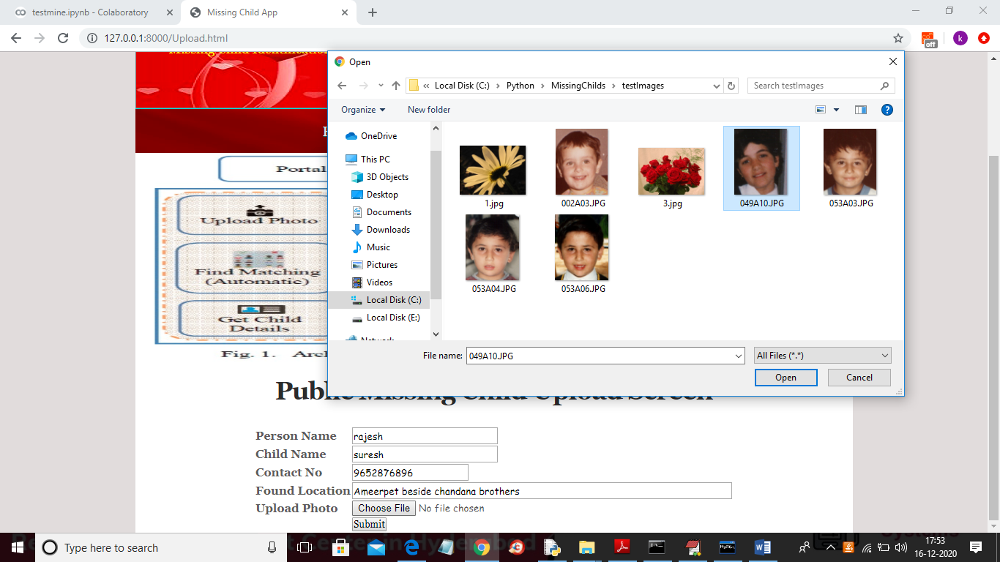 testmine.ipynb - Colaboratory
Missing Child App
127.0.0.1:8000/Upload.html
off
k
Open
Local Disk (C:) › Python › MissingChilds › testImages
Search testImages
Organize
New folder
OneDrive
This PC
3D Objects
Desktop
Documents
Downloads
Music
Pictures
Videos
Local Disk (C:)
Local Disk (E:)
Network
1.jpg
002A03.JPG
3.jpg
049A10.JPG
053A03.JPG
053A04.JPG
053A06.JPG
File name: 049A10.JPG
All Files (*.*)
Open
Cancel
Portal
Upload Photo
Find Matching
(Automatic)
Get Child
Details
Fig. 1.
Public Missing Child Upload Screen
Person Name rajesh
Child Name suresh
Contact No 9652876896
Found Location Ameerpet beside chandana brothers
Upload Photo Choose File No file chosen
Submit
Type here to search
17:53
16-12-2020